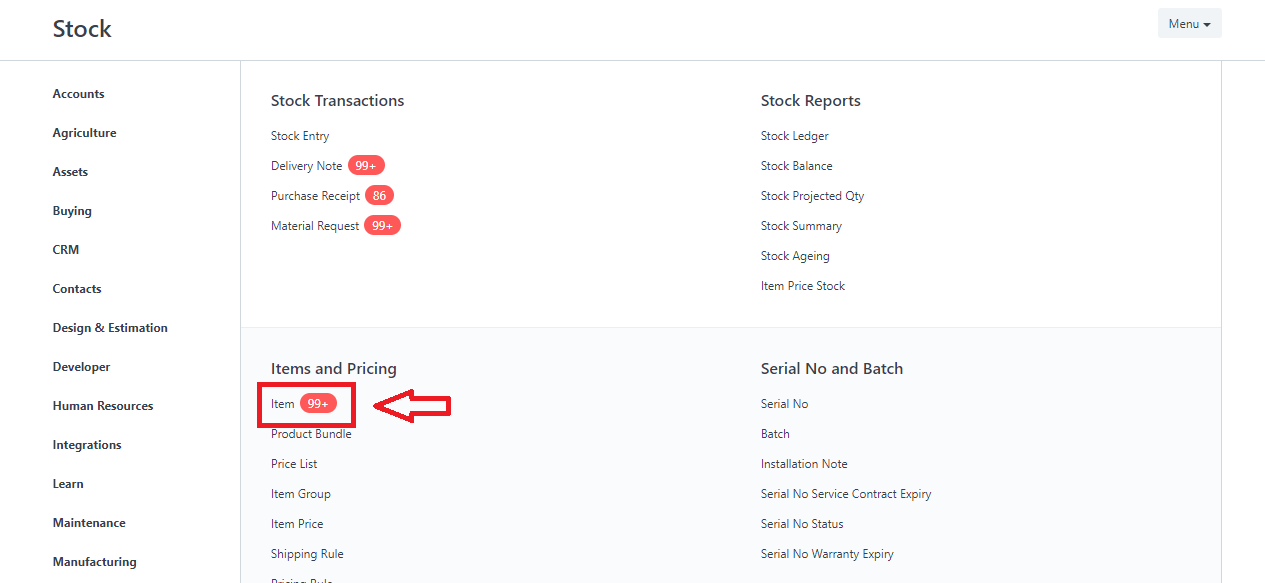 Stock
Menu
Accounts
Agriculture
Assets
Buying
CRM
Contacts
Design & Estimation
Developer
Human Resources
Integrations
Learn
Maintenance
Manufacturing
Stock Transactions
Stock Entry
Delivery Note 99+
Purchase Receipt 86
Material Request 99+
Stock Reports
Stock Ledger
Stock Balance
Stock Projected Qty
Stock Summary
Stock Ageing
Item Price Stock
Items and Pricing
Item 99+
Product Bundle
Price List
Item Group
Item Price
Shipping Rule
Pricing Rule
Serial No and Batch
Serial No
Batch
Installation Note
Serial No Service Contract Expiry
Serial No Status
Serial No Warranty Expiry